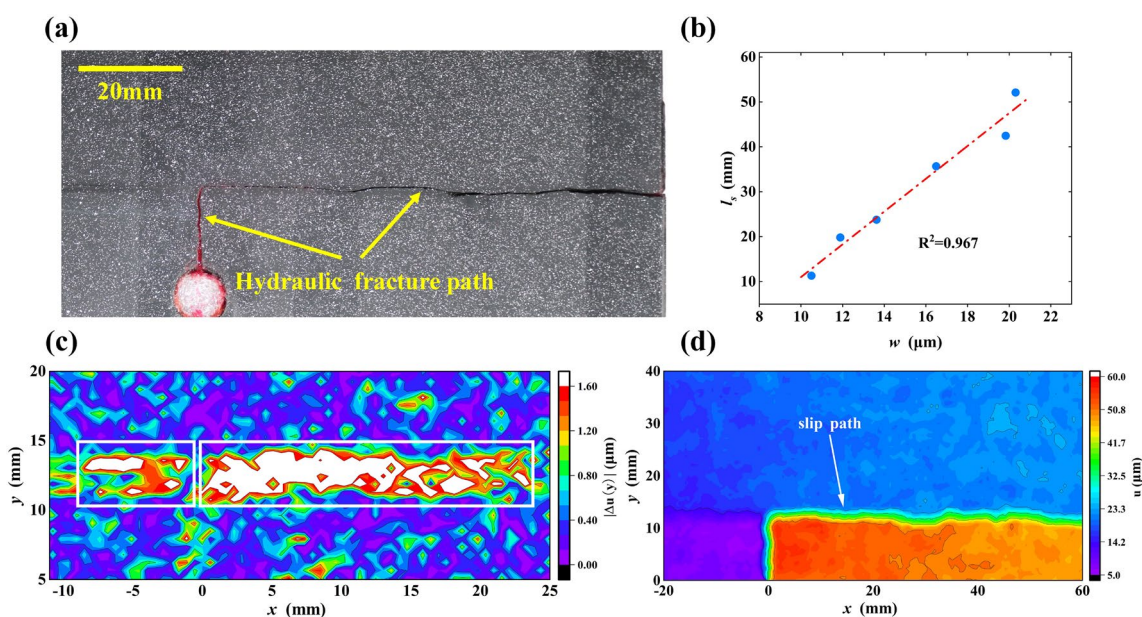 (a)
20mm
Hydraulic fracture path
(b)
60
50
40
30
20
10
l_s (mm)
R²=0.967
8 10 12 14 16 18 20 22
w (μm)
(c)
20
15
10
5
y (mm)
-10 -5 0 5 10 15 20 25
x (mm)
1.60
1.20
0.80
0.40
0.00
|Δu(y)| (μm)
(d)
40
30
20
10
0
y (mm)
slip path
0 20 40 60
x (mm)
60.0
50.8
41.7
32.5
23.3
14.2
5.0
u (μm)